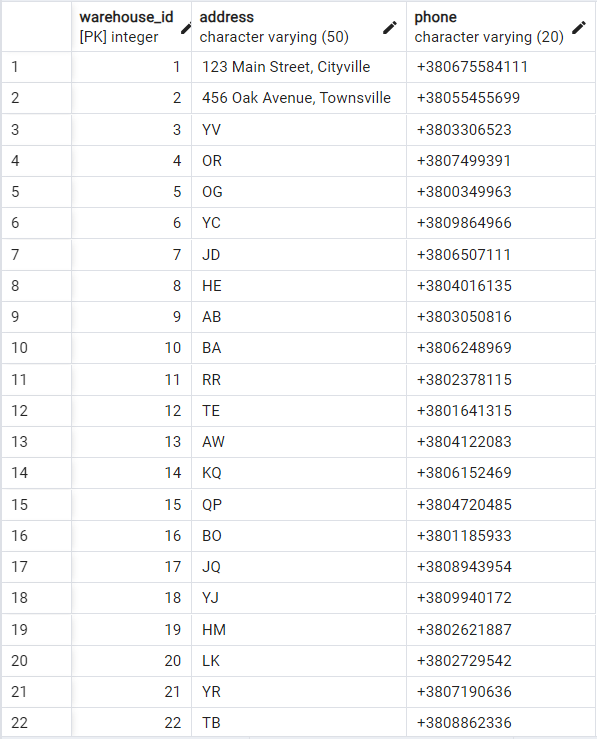 warehouse_id address phone
[PK] integer character varying (50) character varying (20)
1 1 123 Main Street, Cityville +380675584111
2 2 456 Oak Avenue, Townsville +38055455699
3 3 YV +3803306523
4 4 OR +3807499391
5 5 OG +3800349963
6 6 YC +3809864966
7 7 JD +3806507111
8 8 HE +3804016135
9 9 AB +3803050816
10 10 BA +3806248969
11 11 RR +3802378115
12 12 TE +3801641315
13 13 AW +3804122083
14 14 KQ +3806152469
15 15 QP +3804720485
16 16 BO +3801185933
17 17 JQ +3808943954
18 18 YJ +3809940172
19 19 HM +3802621887
20 20 LK +3802729542
21 21 YR +3807190636
22 22 TB +3808862336